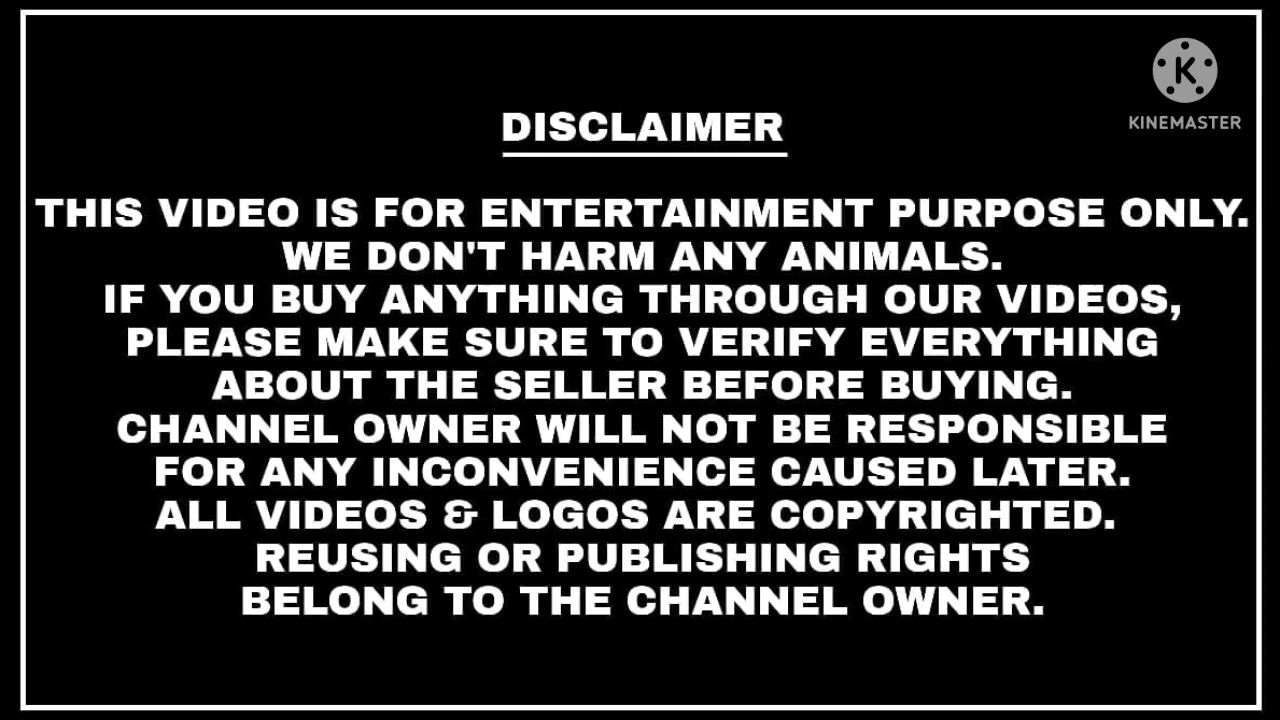 KINEMASTER
DISCLAIMER
THIS VIDEO IS FOR ENTERTAINMENT PURPOSE ONLY.
WE DON'T HARM ANY ANIMALS.
IF YOU BUY ANYTHING THROUGH OUR VIDEOS,
PLEASE MAKE SURE TO VERIFY EVERYTHING
ABOUT THE SELLER BEFORE BUYING.
CHANNEL OWNER WILL NOT BE RESPONSIBLE
FOR ANY INCONVENIENCE CAUSED LATER.
ALL VIDEOS & LOGOS ARE COPYRIGHTED.
REUSING OR PUBLISHING RIGHTS
BELONG TO THE CHANNEL OWNER.